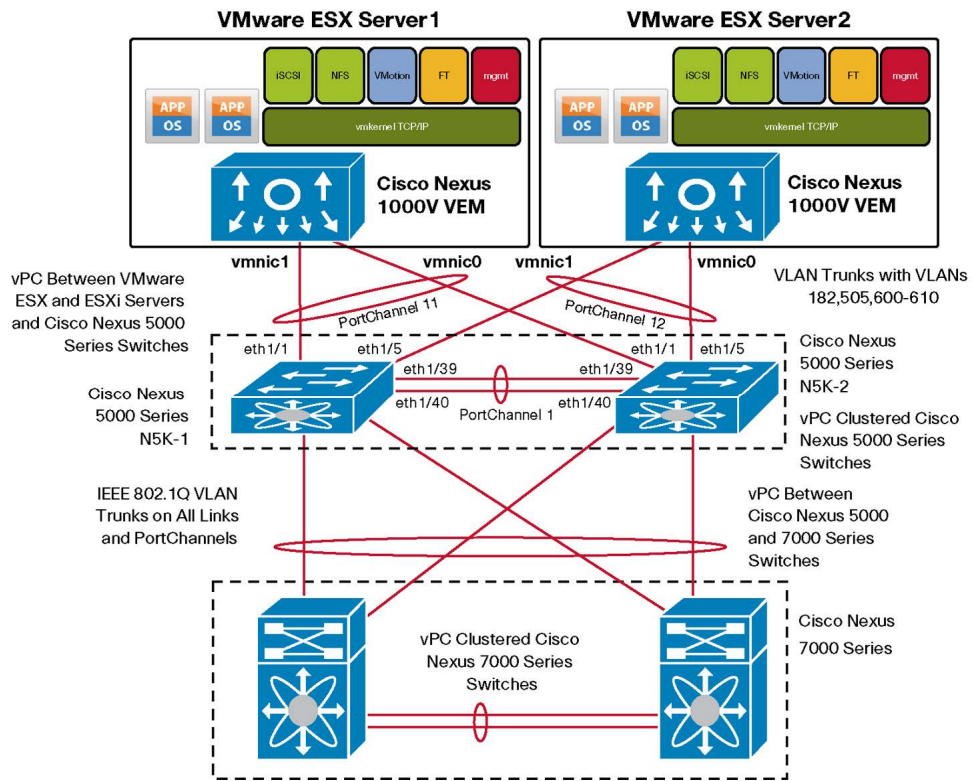 VMware ESX Server1
VMware ESX Server2
iSCSI
NFS
VMotion
FT
mgmt
APP
OS
APP
OS
vmkernel TCP/IP
Cisco Nexus
1000V VEM
iSCSI
NFS
VMotion
FT
mgmt
APP
OS
APP
OS
vmkernel TCP/IP
Cisco Nexus
1000V VEM
vmnic1
vmnic0
vmnic1
vmnic0
vPC Between VMware
ESX and ESXi Servers
and Cisco Nexus 5000
Series Switches
PortChannel 11
PortChannel 12
VLAN Trunks with VLANs
182,505,600-610
eth1/1
eth1/5
eth1/39
eth1/40
eth1/39
eth1/40
eth1/1
eth1/5
PortChannel 1
Cisco Nexus
5000 Series
N5K-1
Cisco Nexus
5000 Series
N5K-2
vPC Clustered Cisco
Nexus 5000 Series
Switches
IEEE 802.1Q VLAN
Trunks on All Links
and PortChannels
vPC Between
Cisco Nexus 5000
and 7000 Series
Switches
vPC Clustered Cisco
Nexus 7000 Series
Switches
Cisco Nexus
7000 Series